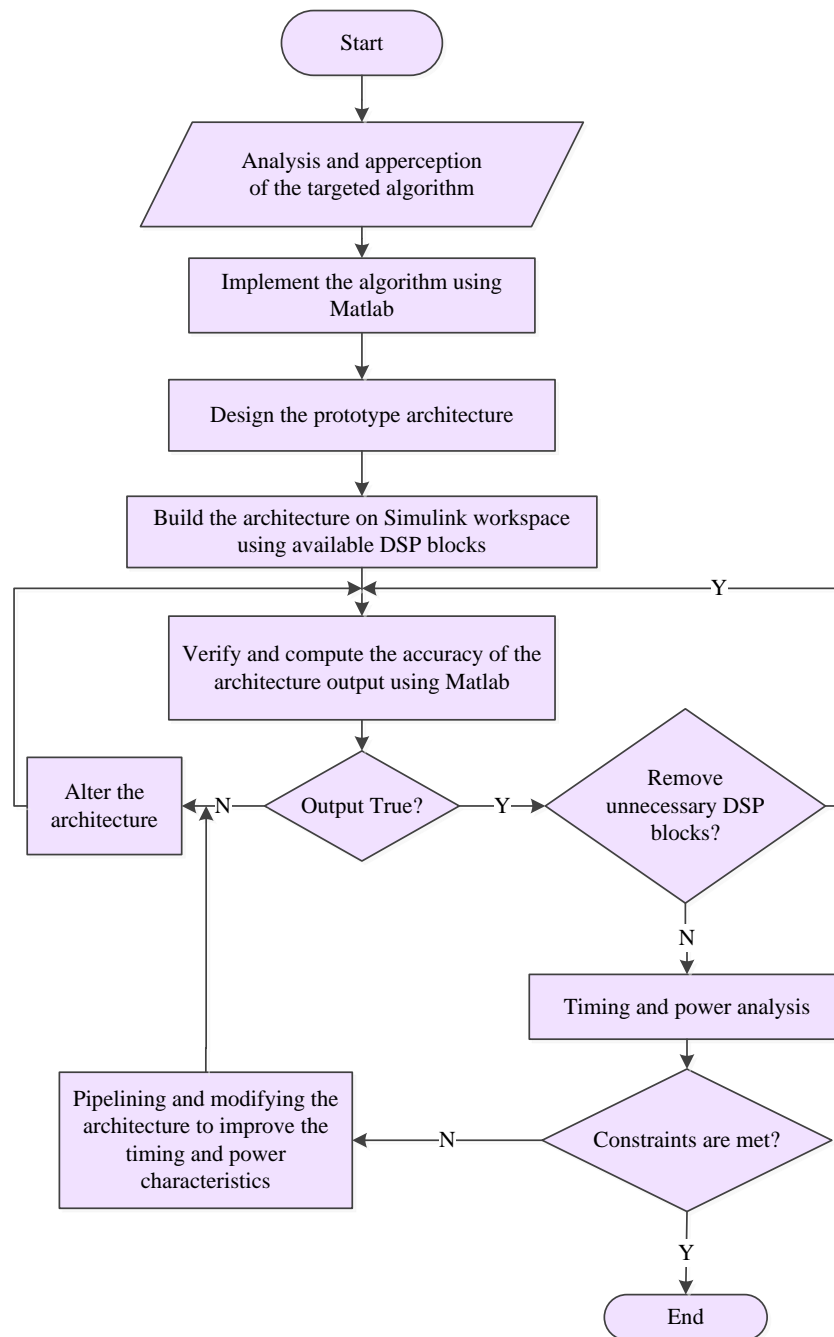 Start
Analysis and apperception
of the targeted algorithm
Implement the algorithm using
Matlab
Design the prototype architecture
Build the architecture on Simulink workspace
using available DSP blocks
Y
Verify and compute the accuracy of the
architecture output using Matlab
Alter the
architecture
N
Output True?
Y
Remove
unnecessary DSP
blocks?
N
Timing and power analysis
Pipelining and modifying the
architecture to improve the
timing and power
characteristics
N
Constraints are met?
Y
End